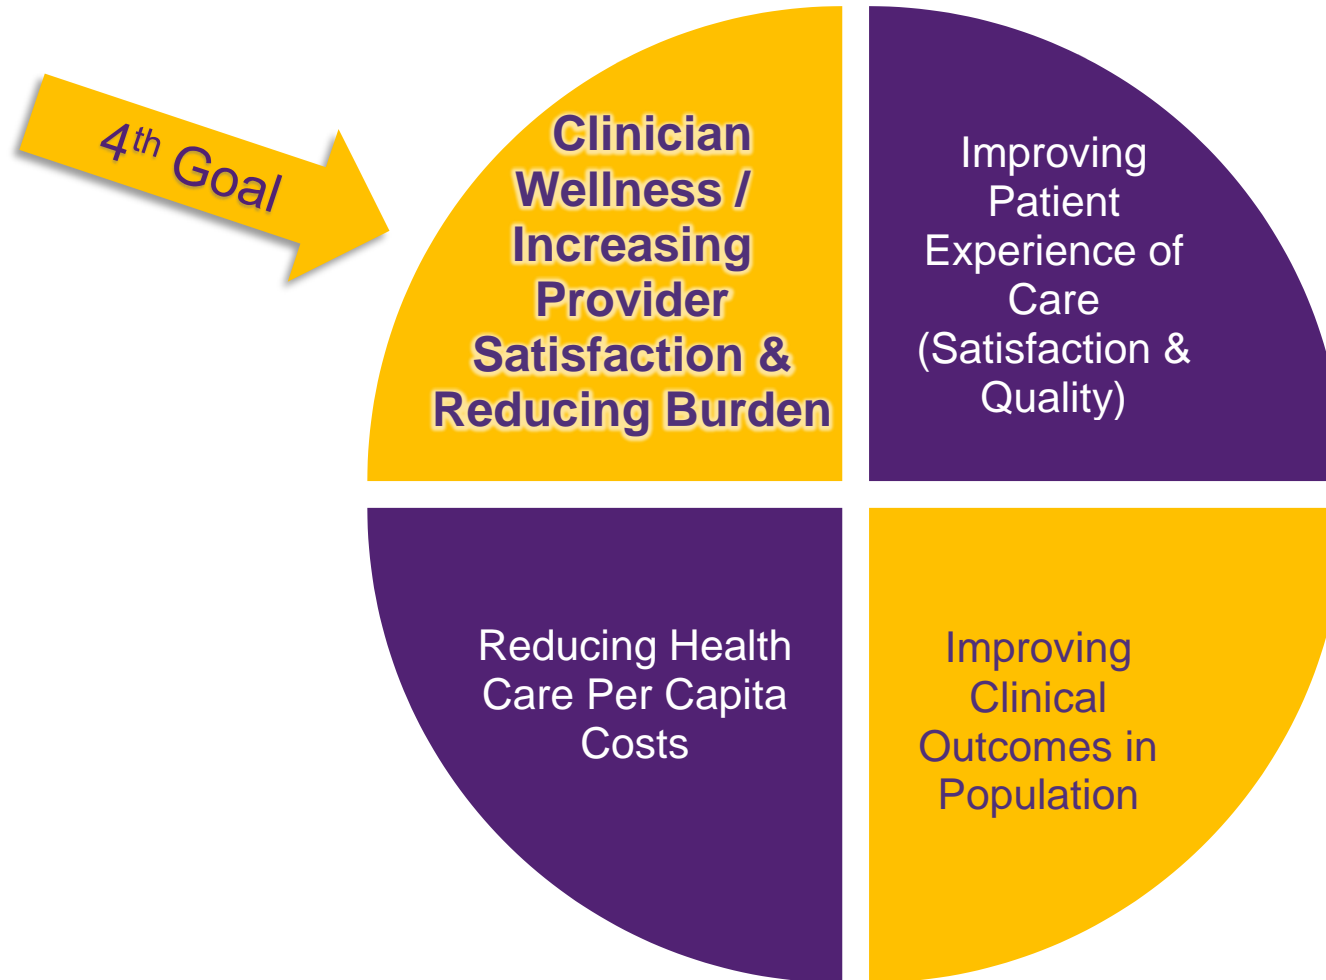 4th Goal
Clinician
Wellness /
Increasing
Provider
Satisfaction &
Reducing Burden
Improving
Patient
Experience of
Care
(Satisfaction &
Quality)
Reducing Health
Care Per Capita
Costs
Improving
Clinical
Outcomes in
Population